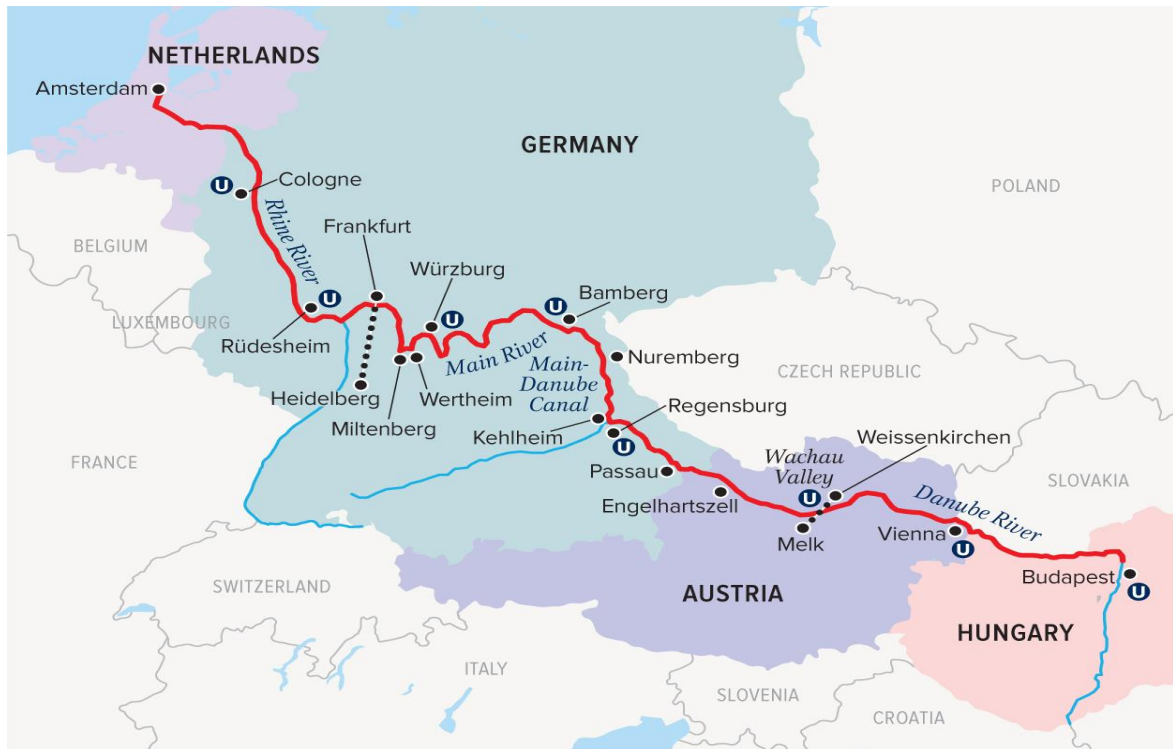 NETHERLANDS
Amsterdam
GERMANY
POLAND
U
Cologne
Rhine River
BELGIUM
Frankfurt
Würzburg
U
U
U
Bamberg
LUXEMBOURG
Rüdesheim
Main River
Main-
Danube
Canal
Nuremberg
CZECH REPUBLIC
Heidelberg
Wertheim
Miltenberg
Kehlheim
Regensburg
U
Weissenkirchen
FRANCE
Passau
Wachau
Valley
SLOVAKIA
Engelhartszell
U
Melk
Danube River
Vienna
U
Budapest
U
SWITZERLAND
AUSTRIA
HUNGARY
ITALY
SLOVENIA
CROATIA